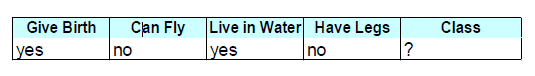 Give Birth Can Fly Live in Water Have Legs Class
yes no yes no ?